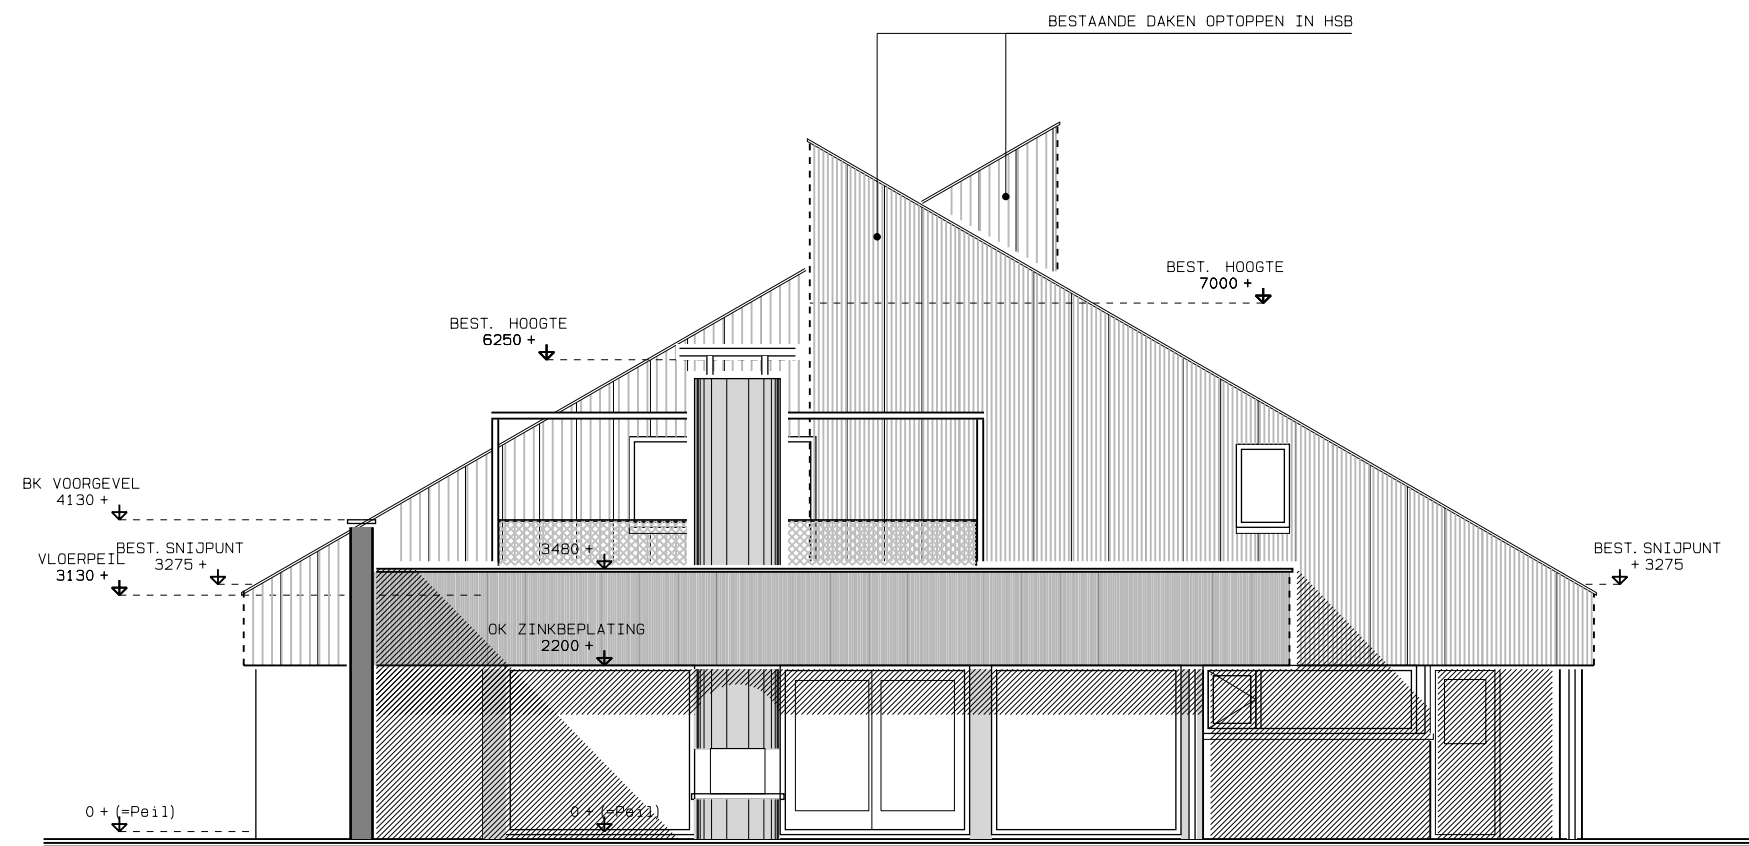 BESTAANDE DAKEN OPTOPPEN IN HSB
BEST. HOOGTE
7000 +
BEST. HOOGTE
6250 +
BK VOORGEVEL
4130 +
VLOERPEIL
3130 +
BEST. SNIJPUNT
3275 +
3480 +
BEST. SNIJPUNT
+ 3275
OK ZINKBEPLATING
2200 +
0 + (=Peil)
0 + (=Peil)